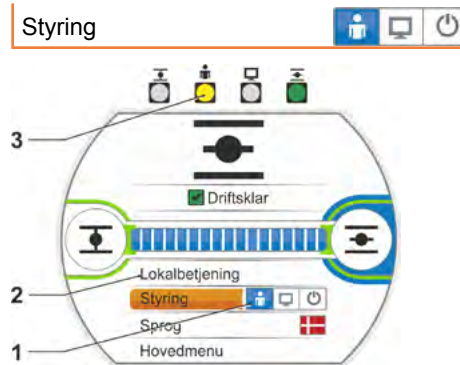 Styring
3
Driftsklar
2
Lokalbetjening
Styring
Sprog
1
Hovedmenu